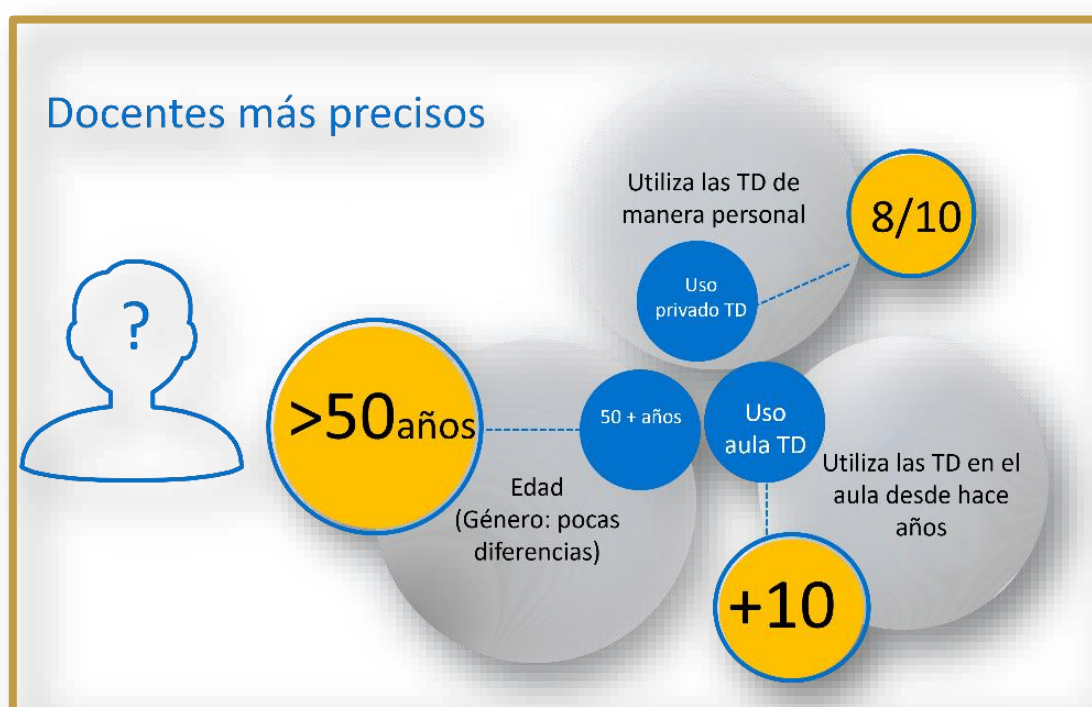 Docentes más precisos
Utiliza las TD de
manera personal
8/10
Uso
privado TD
?
>50años
50 + años
Uso
aula TD
Edad
(Género: pocas
diferencias)
Utiliza las TD en el
aula desde hace
años
+10